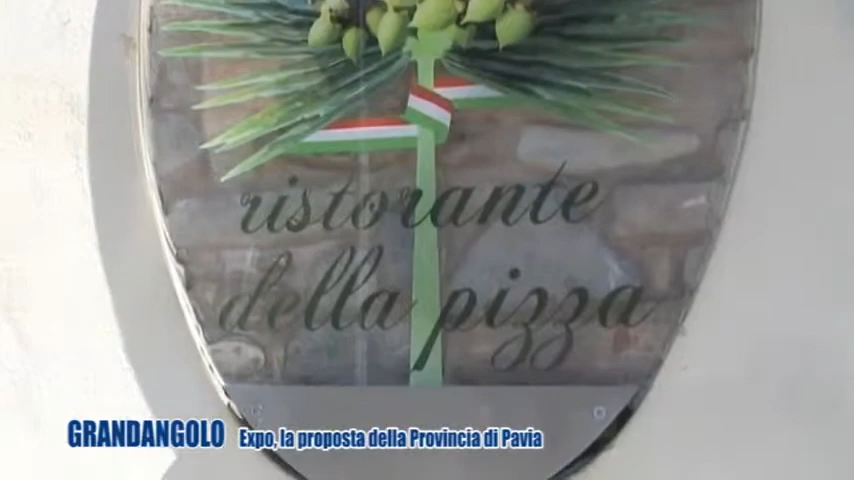 ristorante
della pizza
GRANDANGOLO Expo, la proposta della Provincia di Pavia